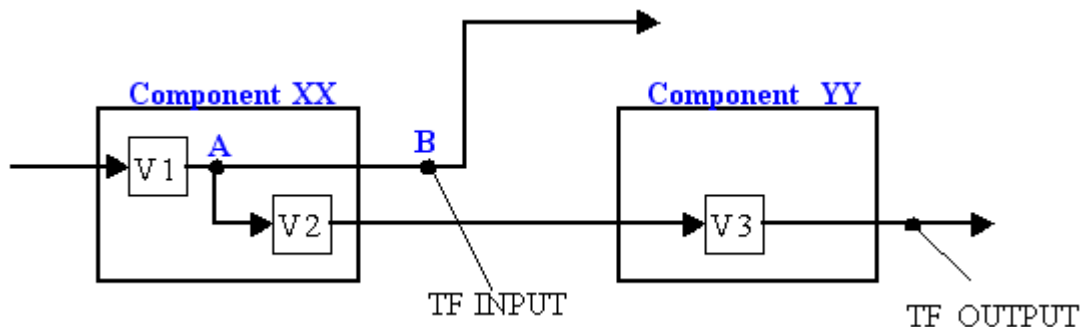 Component XX
Component YY
V1
A
B
V2
V3
TF INPUT
TF OUTPUT